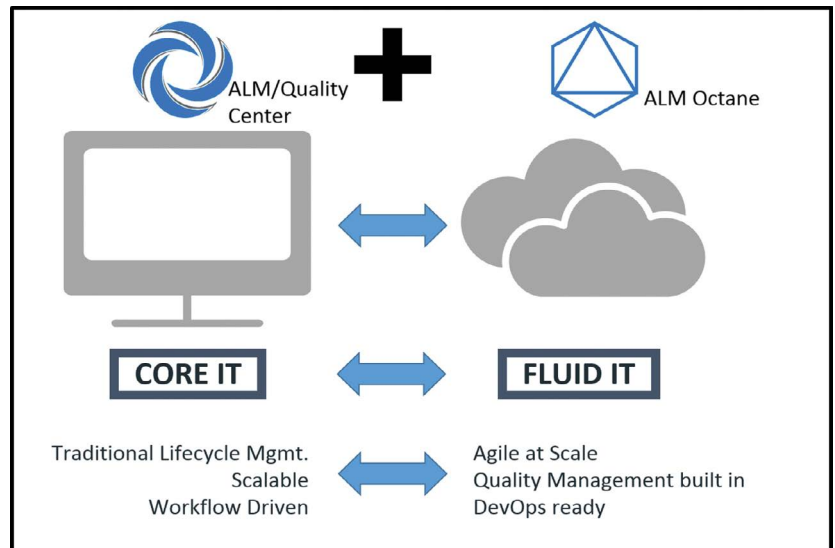 ALM/Quality
Center
ALM Octane
CORE IT
FLUID IT
Traditional Lifecycle Mgmt.
Scalable
Workflow Driven
Agile at Scale
Quality Management built in
DevOps ready